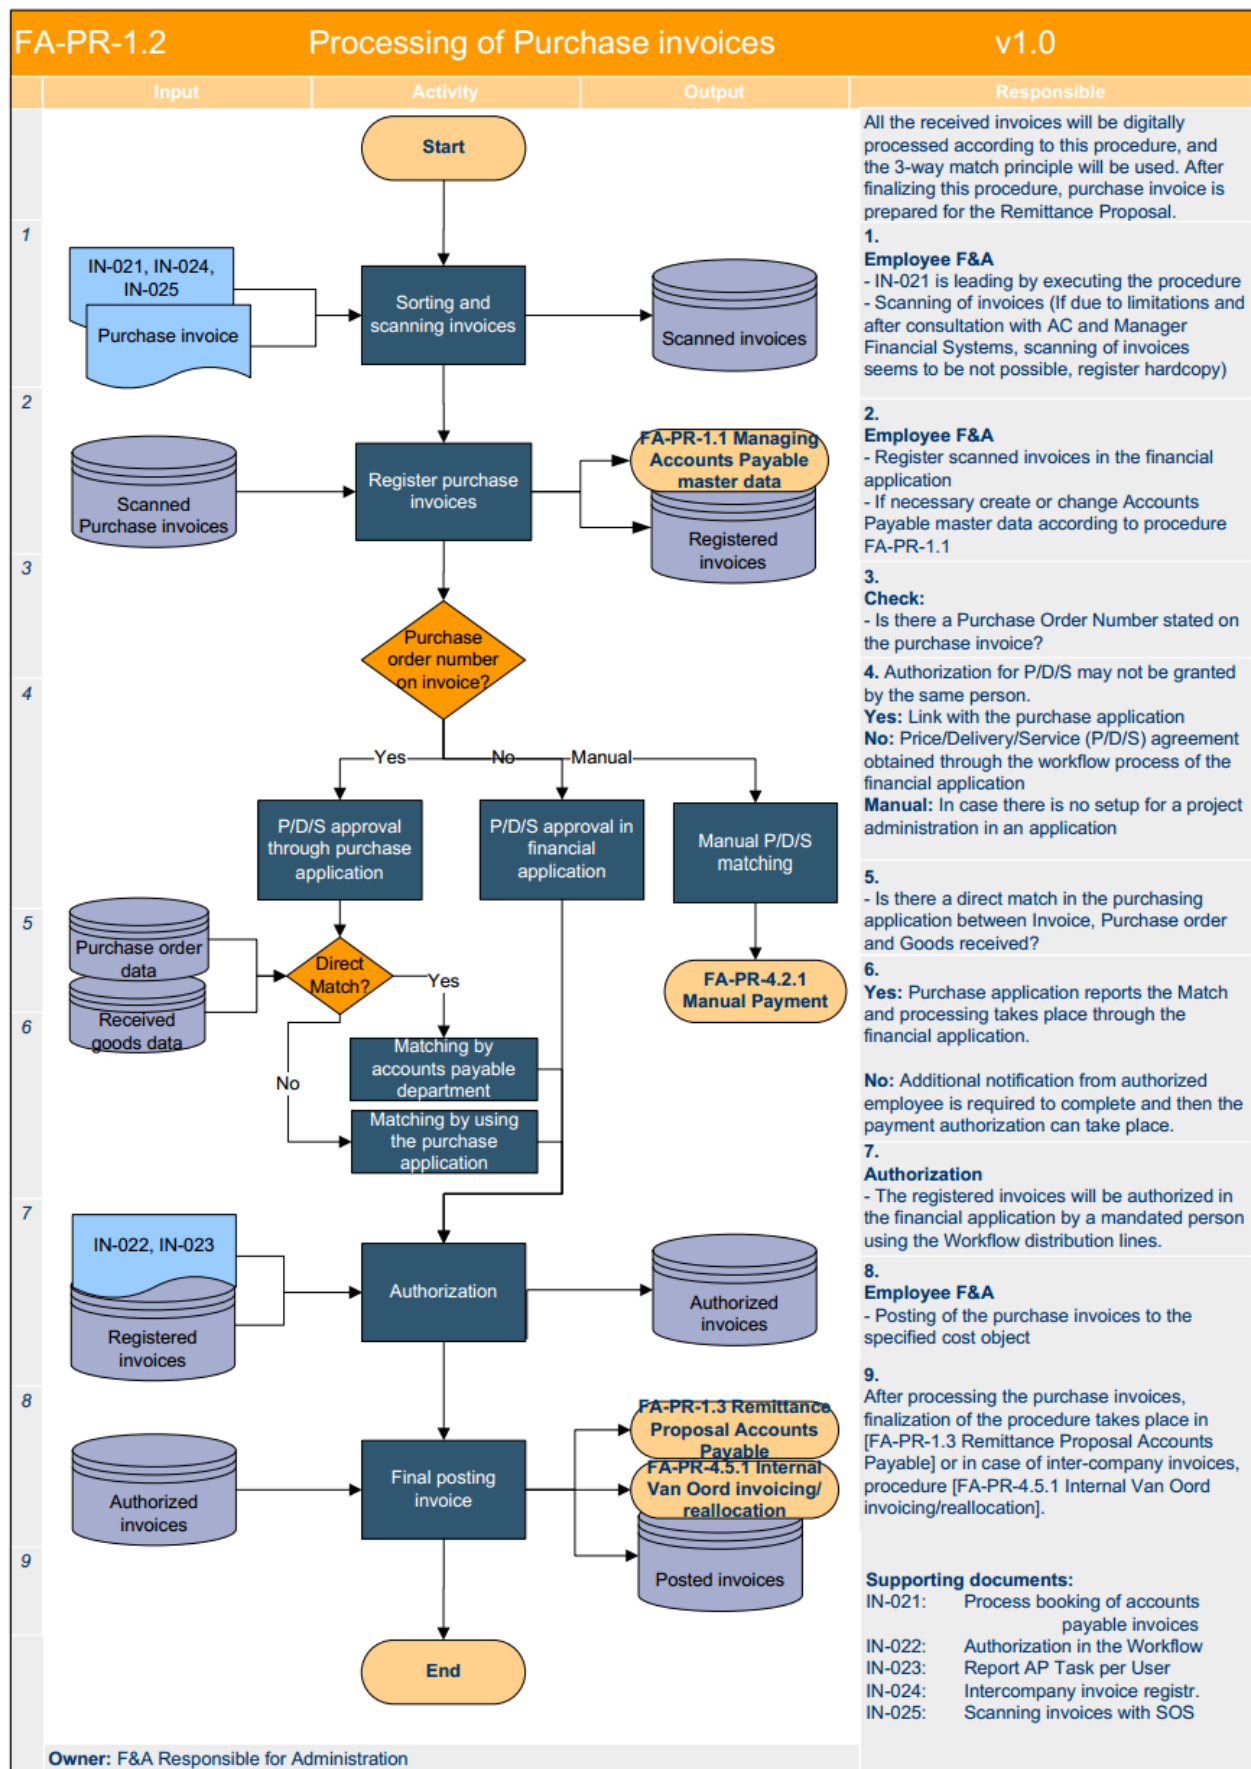 FA-PR-1.2 Processing of Purchase invoices v1.0
Input Activity Output Responsible
Start
All the received invoices will be digitally
processed according to this procedure, and
the 3-way match principle will be used. After
finalizing this procedure, purchase invoice is
prepared for the Remittance Proposal.
1
IN-021, IN-024,
IN-025
Purchase invoice
Sorting and
scanning invoices
Scanned invoices
1.
Employee F&A
- IN-021 is leading by executing the procedure
- Scanning of invoices (If due to limitations and
after consultation with AC and Manager
Financial Systems, scanning of invoices
seems to be not possible, register hardcopy)
2
Scanned
Purchase invoices
Register purchase
invoices
FA-PR-1.1 Managing
Accounts Payable
master data
Registered
invoices
2.
Employee F&A
- Register scanned invoices in the financial
application
- If necessary create or change Accounts
Payable master data according to procedure
FA-PR-1.1
3
Purchase
order number
on invoice?
3.
Check:
- Is there a Purchase Order Number stated on
the purchase invoice?
4
Yes
No
Manual
P/D/S approval
through purchase
application
P/D/S approval in
financial
application
Manual P/D/S
matching
4. Authorization for P/D/S may not be granted
by the same person.
Yes: Link with the purchase application
No: Price/Delivery/Service (P/D/S) agreement
obtained through the workflow process of the
financial application
Manual: In case there is no setup for a project
administration in an application
5
Purchase order
data
Received
goods data
Direct
Match?
Yes
FA-PR-4.2.1
Manual Payment
5.
- Is there a direct match in the purchasing
application between Invoice, Purchase order
and Goods received?
6
No
Matching by
accounts payable
department
Matching by using
the purchase
application
6.
Yes: Purchase application reports the Match
and processing takes place through the
financial application.
No: Additional notification from authorized
employee is required to complete and then the
payment authorization can take place.
7
IN-022, IN-023
Registered
invoices
Authorization
Authorized
invoices
7.
Authorization
- The registered invoices will be authorized in
the financial application by a mandated person
using the Workflow distribution lines.
8
Authorized
invoices
Final posting
invoice
FA-PR-1.3 Remittance
Proposal Accounts
Payable
FA-PR-4.5.1 Internal
Van Oord invoicing/
reallocation
Posted invoices
8.
Employee F&A
- Posting of the purchase invoices to the
specified cost object
9
End
9.
After processing the purchase invoices,
finalization of the procedure takes place in
[FA-PR-1.3 Remittance Proposal Accounts
Payable] or in case of inter-company invoices,
procedure [FA-PR-4.5.1 Internal Van Oord
invoicing/reallocation].
Supporting documents:
IN-021: Process booking of accounts
payable invoices
IN-022: Authorization in the Workflow
IN-023: Report AP Task per User
IN-024: Intercompany invoice registr.
IN-025: Scanning invoices with SOS
Owner: F&A Responsible for Administration